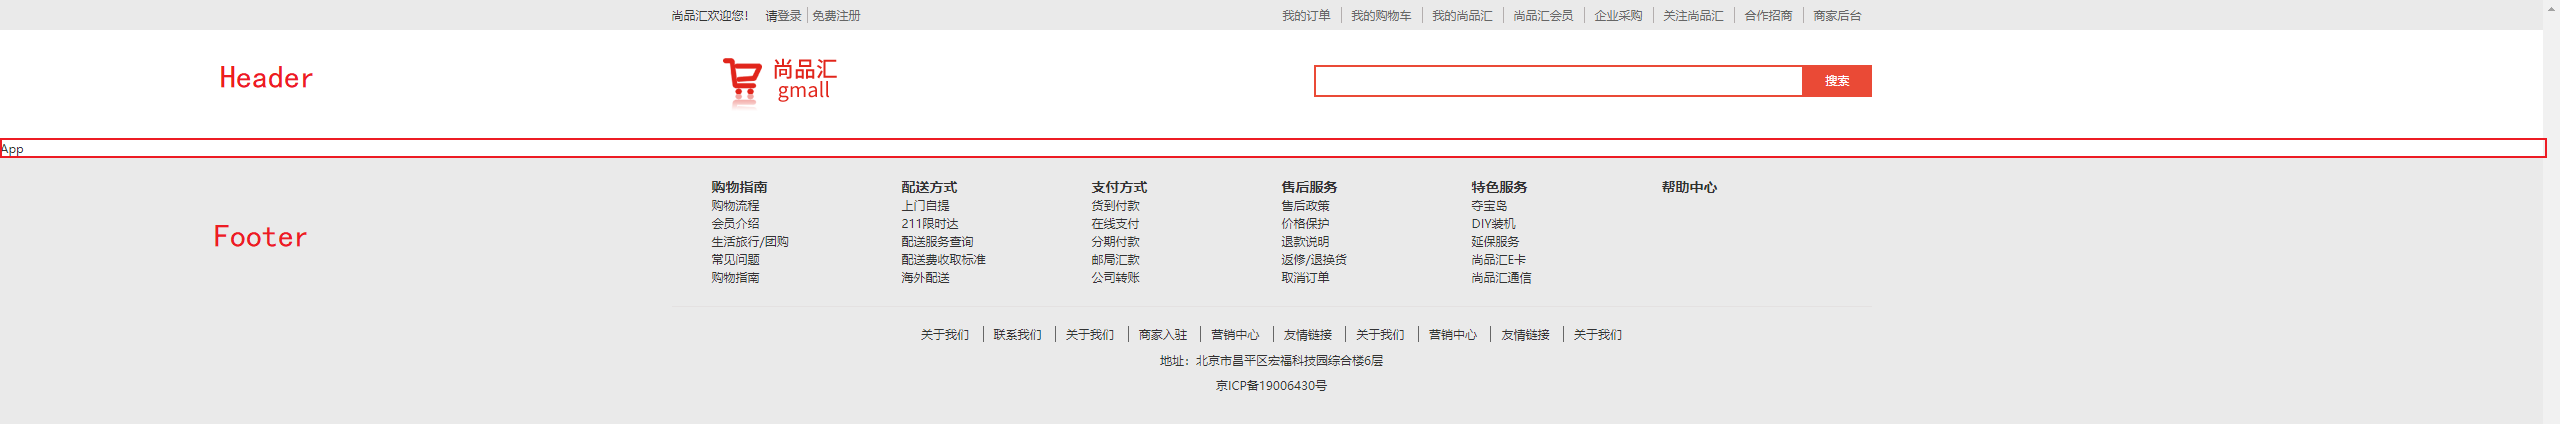 尚品汇欢迎您! 请登录 免费注册 我的订单 我的购物车 我的尚品汇 尚品汇会员 企业采购 关注尚品汇 合作招商 商家后台
Header
尚品汇
gmall
搜索
App
购物指南 配送方式 支付方式 售后服务 特色服务 帮助中心
购物流程 上门自提 货到付款 售后政策 夺宝岛
会员介绍 211限时达 在线支付 价格保护 DIY装机
生活旅行/团购 配送服务查询 分期付款 退款说明 延保服务
常见问题 配送费收取标准 邮局汇款 返修/退换货 尚品汇E卡
购物指南 海外配送 公司转账 取消订单 尚品汇通信
Footer
关于我们 联系我们 关于我们 商家入驻 营销中心 友情链接 关于我们 营销中心 友情链接 关于我们
地址：北京市昌平区宏福科技园综合楼6层
京ICP备19006430号